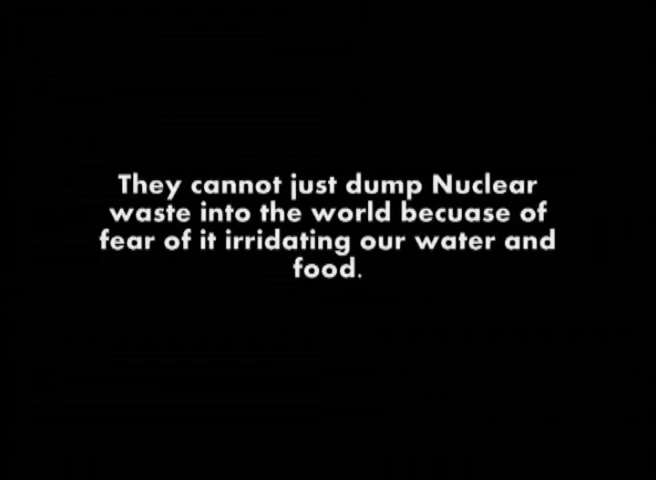 They cannot just dump Nuclear
waste into the world becuase of
fear of it irridating our water and
food.